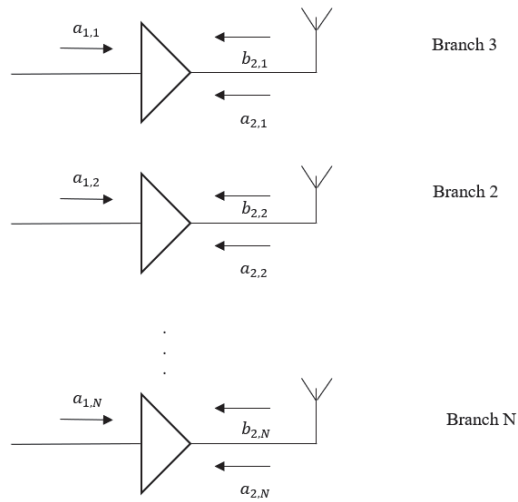 a₁,₁
b₂,₁
a₂,₁
Branch 3
a₁,₂
b₂,₂
a₂,₂
Branch 2
.
.
.
a₁,N
b₂,N
a₂,N
Branch N